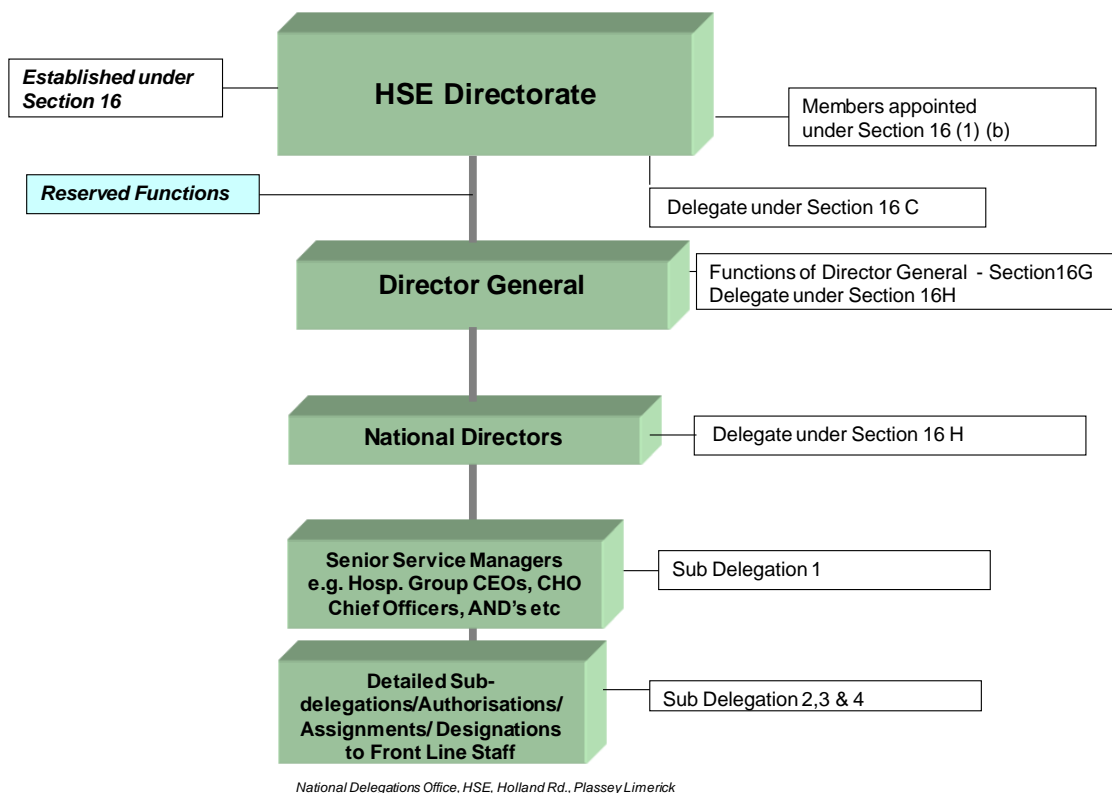 HSE Directorate
Established under
Section 16
Members appointed
under Section 16 (1) (b)
Reserved Functions
Delegate under Section 16 C
Director General
Functions of Director General - Section16G
Delegate under Section 16H
National Directors
Delegate under Section 16 H
Senior Service Managers
e.g. Hosp. Group CEOs, CHO
Chief Officers, AND's etc
Sub Delegation 1
Detailed Sub-
delegations/Authorisations/
Assignments/ Designations
to Front Line Staff
Sub Delegation 2,3 & 4
National Delegations Office, HSE, Holland Rd., Plassey Limerick